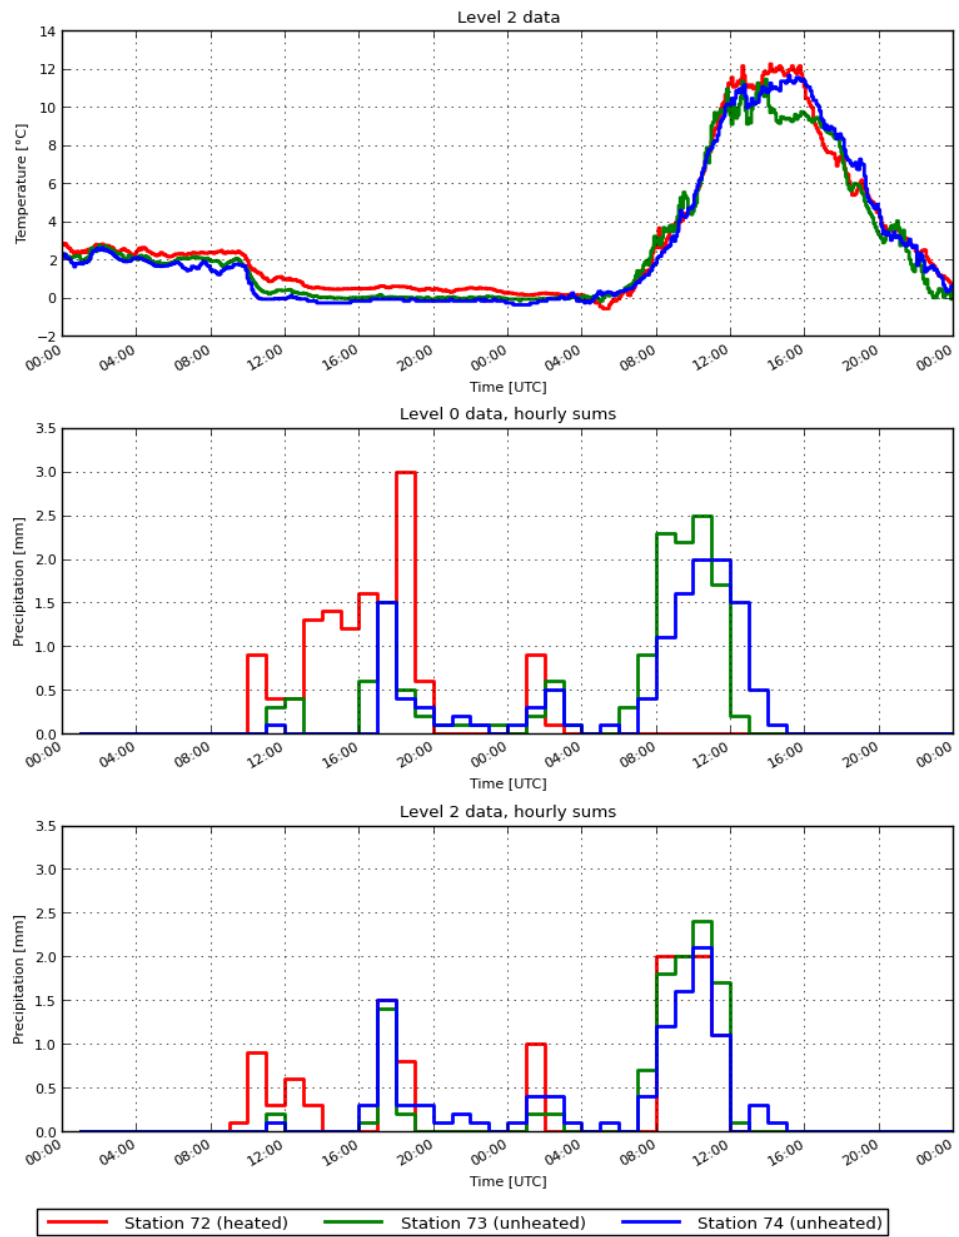 Level 2 data
14
12
10
8
6
4
2
0
−2
Temperature [°C]
00:00 04:00 08:00 12:00 16:00 20:00 00:00 04:00 08:00 12:00 16:00 20:00 00:00
Time [UTC]
Level 0 data, hourly sums
3.5
3.0
2.5
2.0
1.5
1.0
0.5
0.0
Precipitation [mm]
00:00 04:00 08:00 12:00 16:00 20:00 00:00 04:00 08:00 12:00 16:00 20:00 00:00
Time [UTC]
Level 2 data, hourly sums
3.5
3.0
2.5
2.0
1.5
1.0
0.5
0.0
Precipitation [mm]
00:00 04:00 08:00 12:00 16:00 20:00 00:00 04:00 08:00 12:00 16:00 20:00 00:00
Time [UTC]
Station 72 (heated) Station 73 (unheated) Station 74 (unheated)